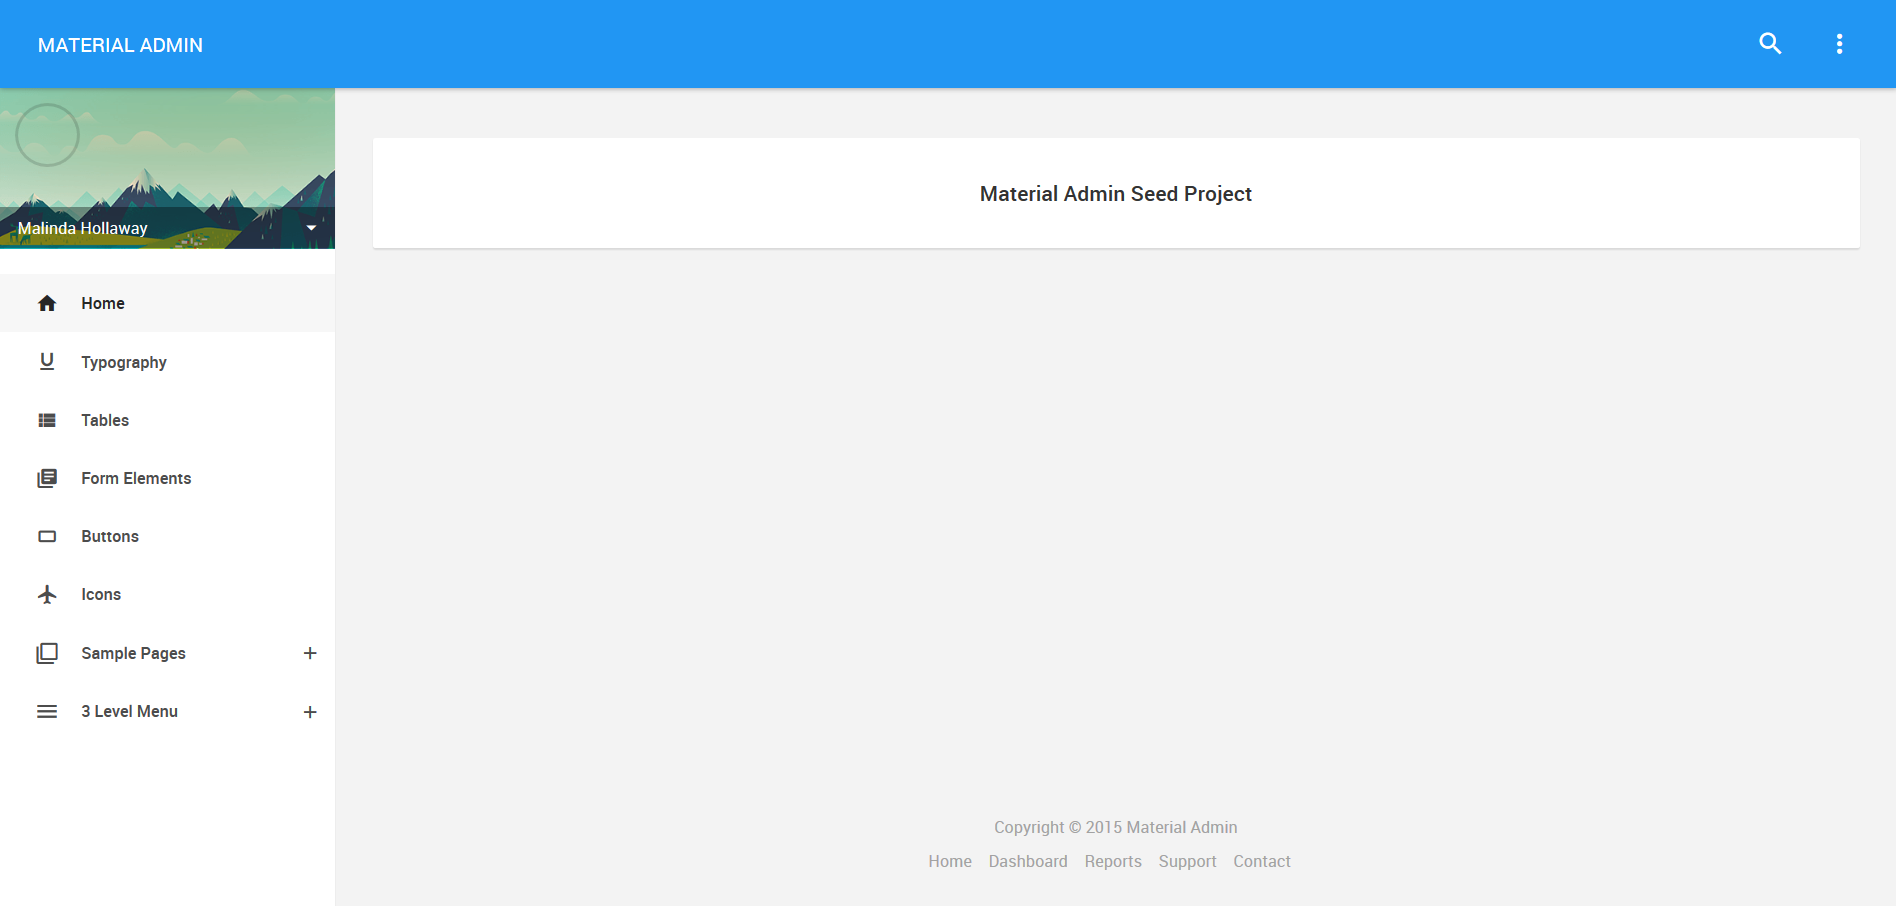 MATERIAL ADMIN
Malinda Hollaway
Home
Typography
Tables
Form Elements
Buttons
Icons
Sample Pages
3 Level Menu
Material Admin Seed Project
Copyright © 2015 Material Admin
Home Dashboard Reports Support Contact